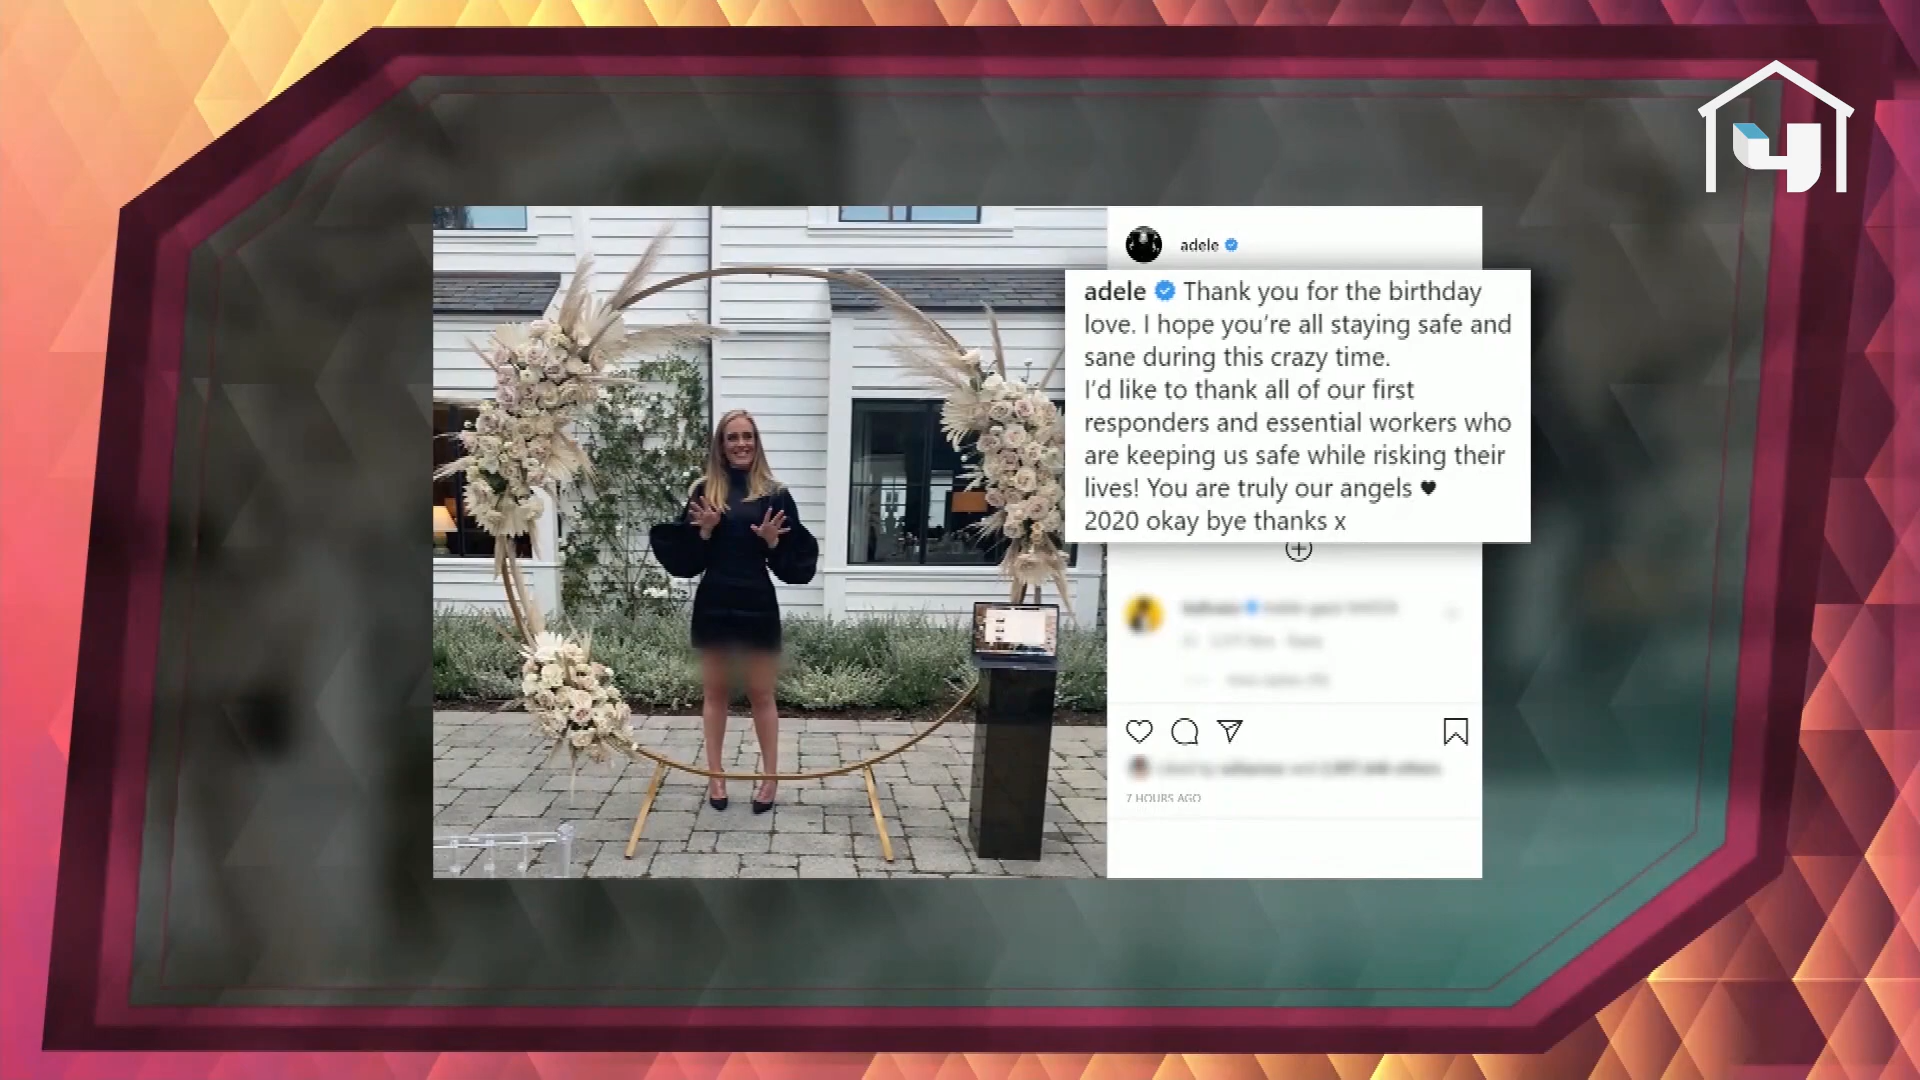 adele
adele Thank you for the birthday
love. I hope you’re all staying safe and
sane during this crazy time.
I’d like to thank all of our first
responders and essential workers who
are keeping us safe while risking their
lives! You are truly our angels ♥
2020 okay bye thanks x
7 HOURS AGO